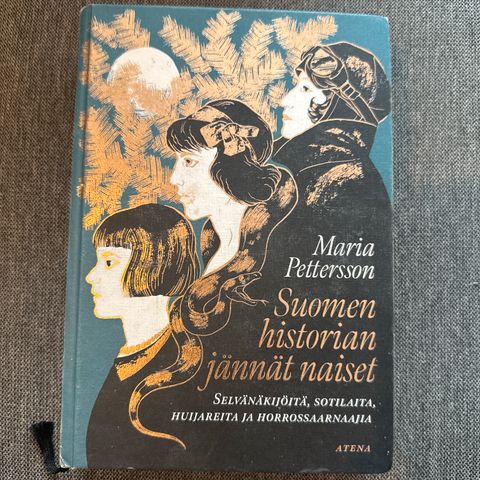 Maria
Pettersson
Suomen
historian
jännät naiset
Selvänäkijöitä, sotilaita,
huijareita ja horrossaarnaajia
ATENA